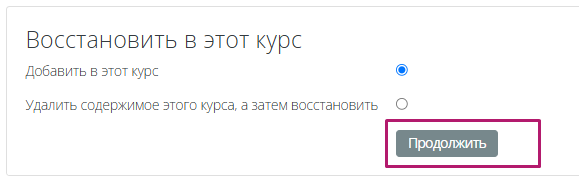 Восстановить в этот курс
Добавить в этот курс
Удалить содержимое этого курса, а затем восстановить
Продолжить